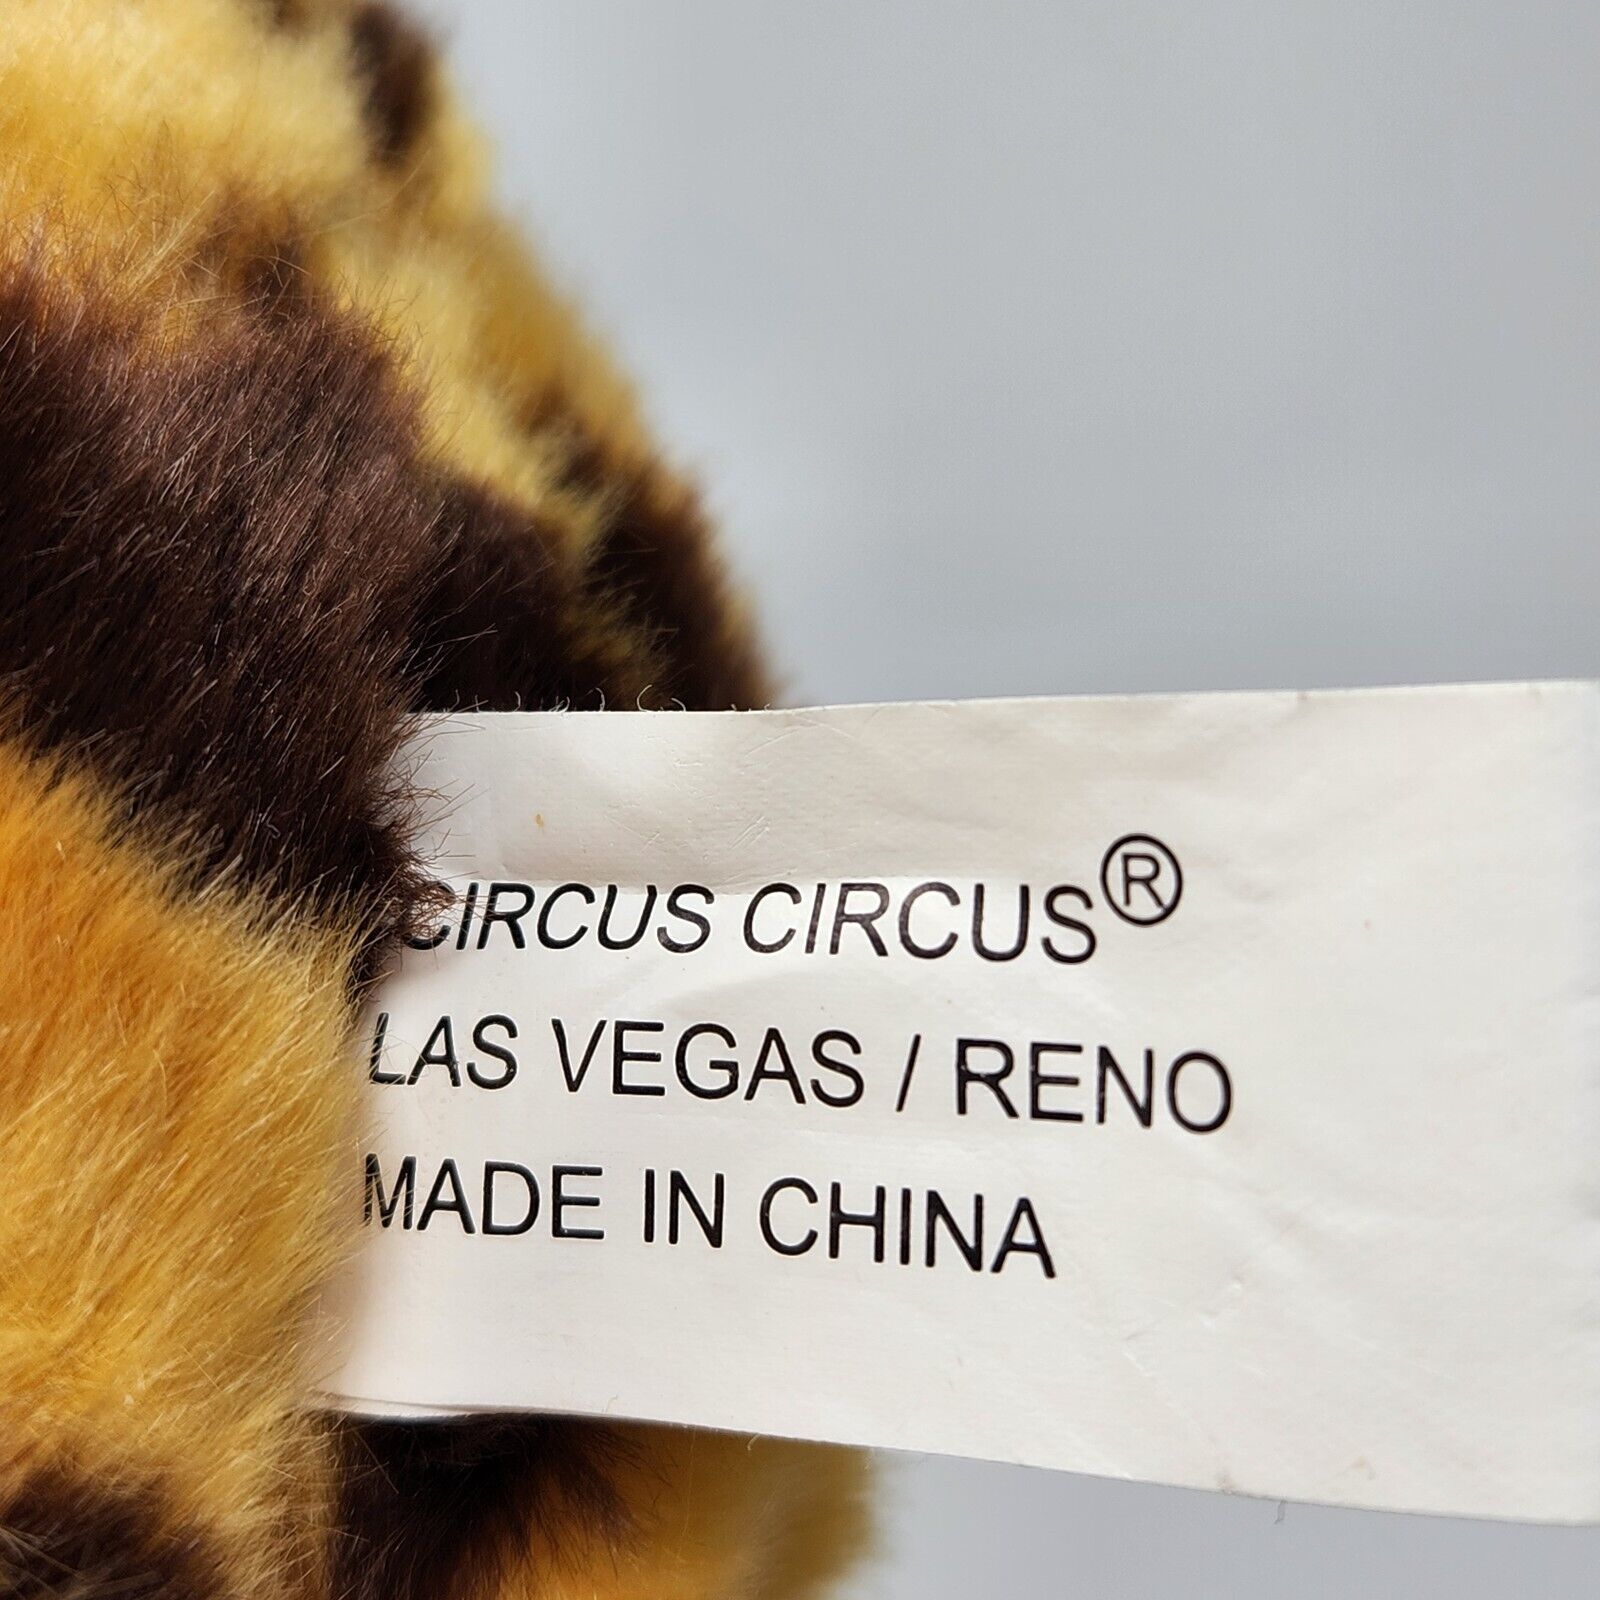 CIRCUS CIRCUS®
LAS VEGAS / RENO
MADE IN CHINA